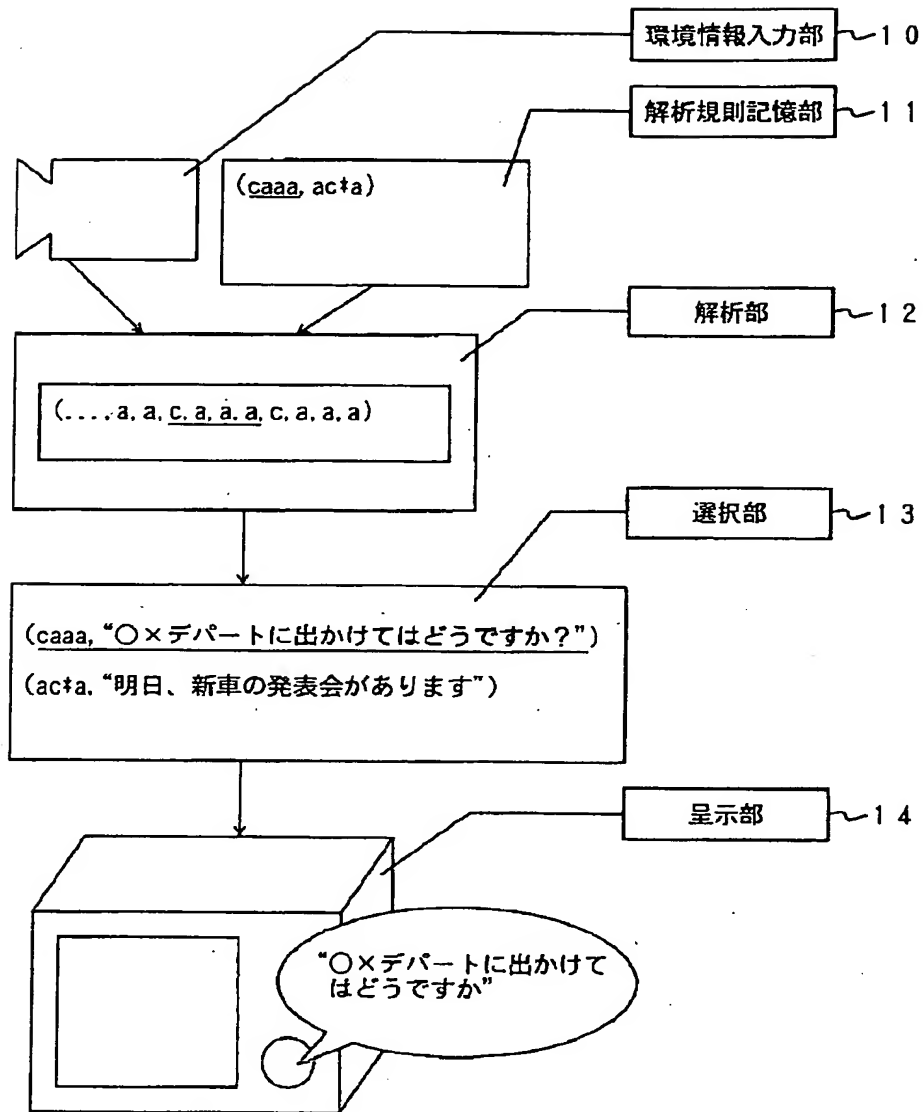 環境情報入力部 10
解析規則記憶部 11
(caaa, ac*a)
解析部 12
(....a, a, c, a, a, a, c, a, a, a)
選択部 13
(caaa, “○×デパートに出かけてはどうですか？”)
(ac*a, “明日、新車の発表会があります”)
呈示部 14
“○×デパートに出かけて
はどうですか”